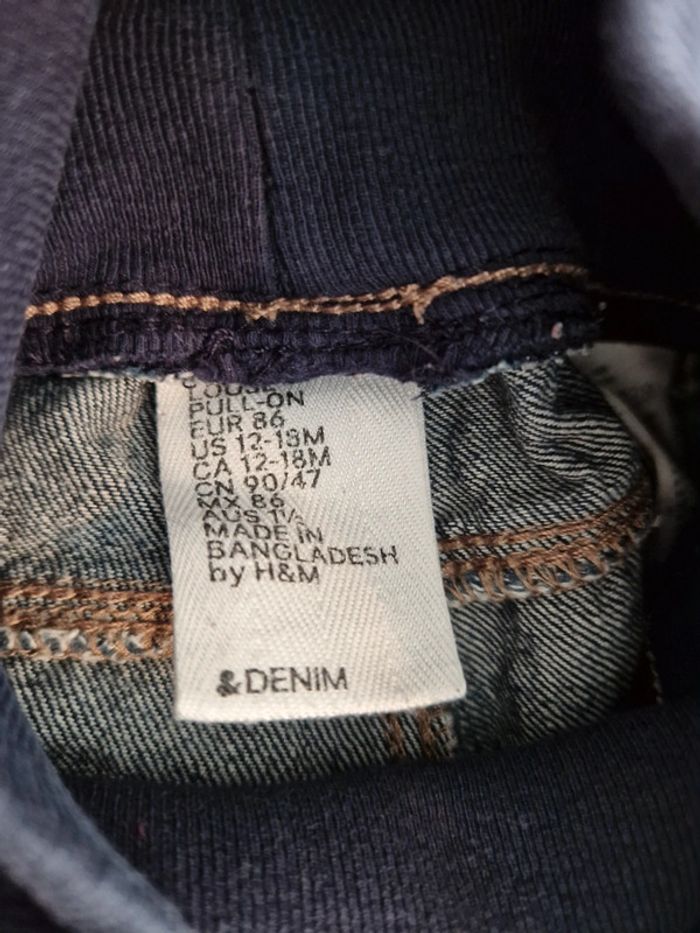 PULL-ON
EUR 86
US 12-18M
CA 12-18M
CN 90/47
MX 86
AUS 1
MADE IN
BANGLADESH
by H&M
&DENIM